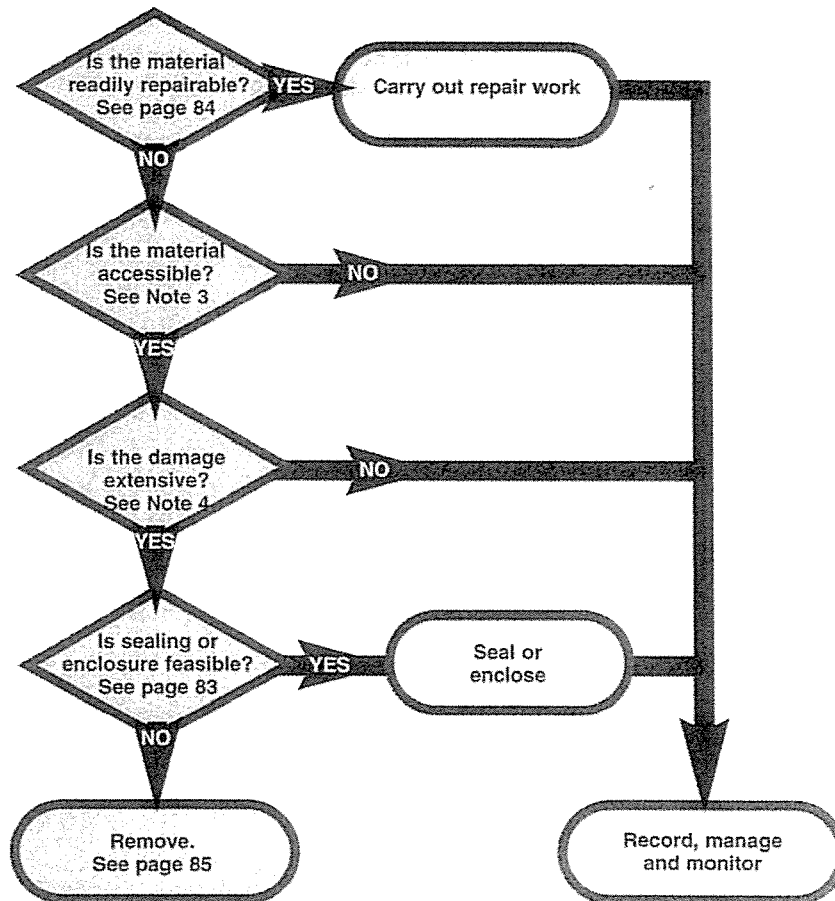 Is the material
readily repairable?
See page 84
YES
Carry out repair work
NO
Is the material
accessible?
See Note 3
NO
YES
Is the damage
extensive?
See Note 4
NO
YES
Is sealing or
enclosure feasible?
See page 83
YES
Seal or
enclose
NO
Remove.
See page 85
Record, manage
and monitor